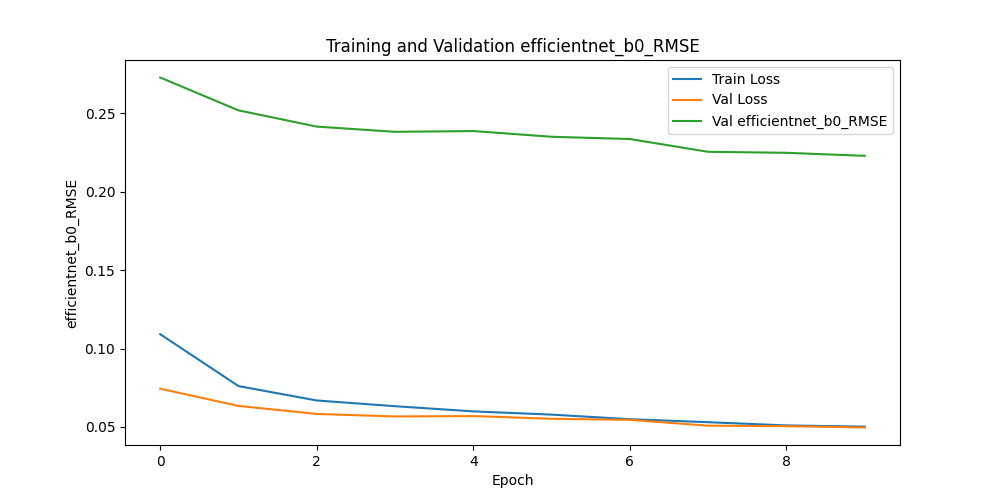 Training and Validation efficientnet_b0_RMSE
Train Loss
Val Loss
Val efficientnet_b0_RMSE
efficientnet_b0_RMSE
0.25
0.20
0.15
0.10
0.05
0 2 4 6 8
Epoch